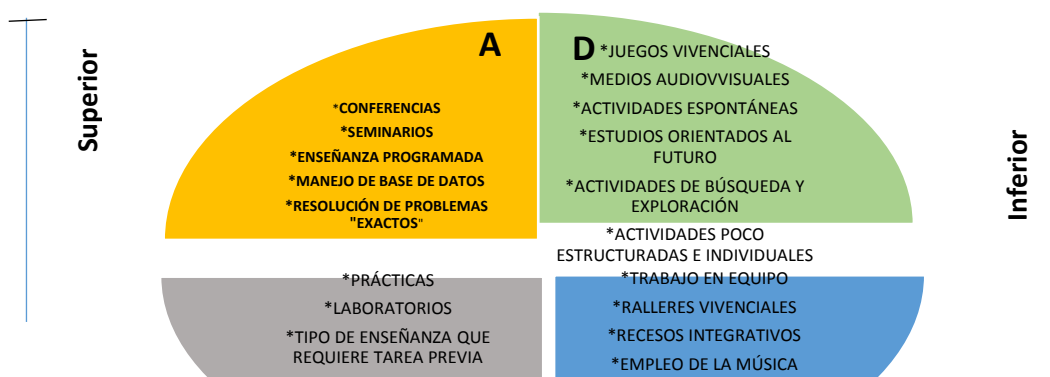 Superior
A
*CONFERENCIAS
*SEMINARIOS
*ENSEÑANZA PROGRAMADA
*MANEJO DE BASE DE DATOS
*RESOLUCIÓN DE PROBLEMAS
"EXACTOS"
D
*JUEGOS VIVENCIALES
*MEDIOS AUDIOVVISUALES
*ACTIVIDADES ESPONTÁNEAS
*ESTUDIOS ORIENTADOS AL
FUTURO
*ACTIVIDADES DE BÚSQUEDA Y
EXPLORACIÓN
*ACTIVIDADES POCO
ESTRUCTURADAS E INDIVIDUALES
Inferior
*PRÁCTICAS
*LABORATORIOS
*TIPO DE ENSEÑANZA QUE
REQUIERE TAREA PREVIA
*TRABAJO EN EQUIPO
*RALLERES VIVENCIALES
*RECESOS INTEGRATIVOS
*EMPLEO DE LA MÚSICA